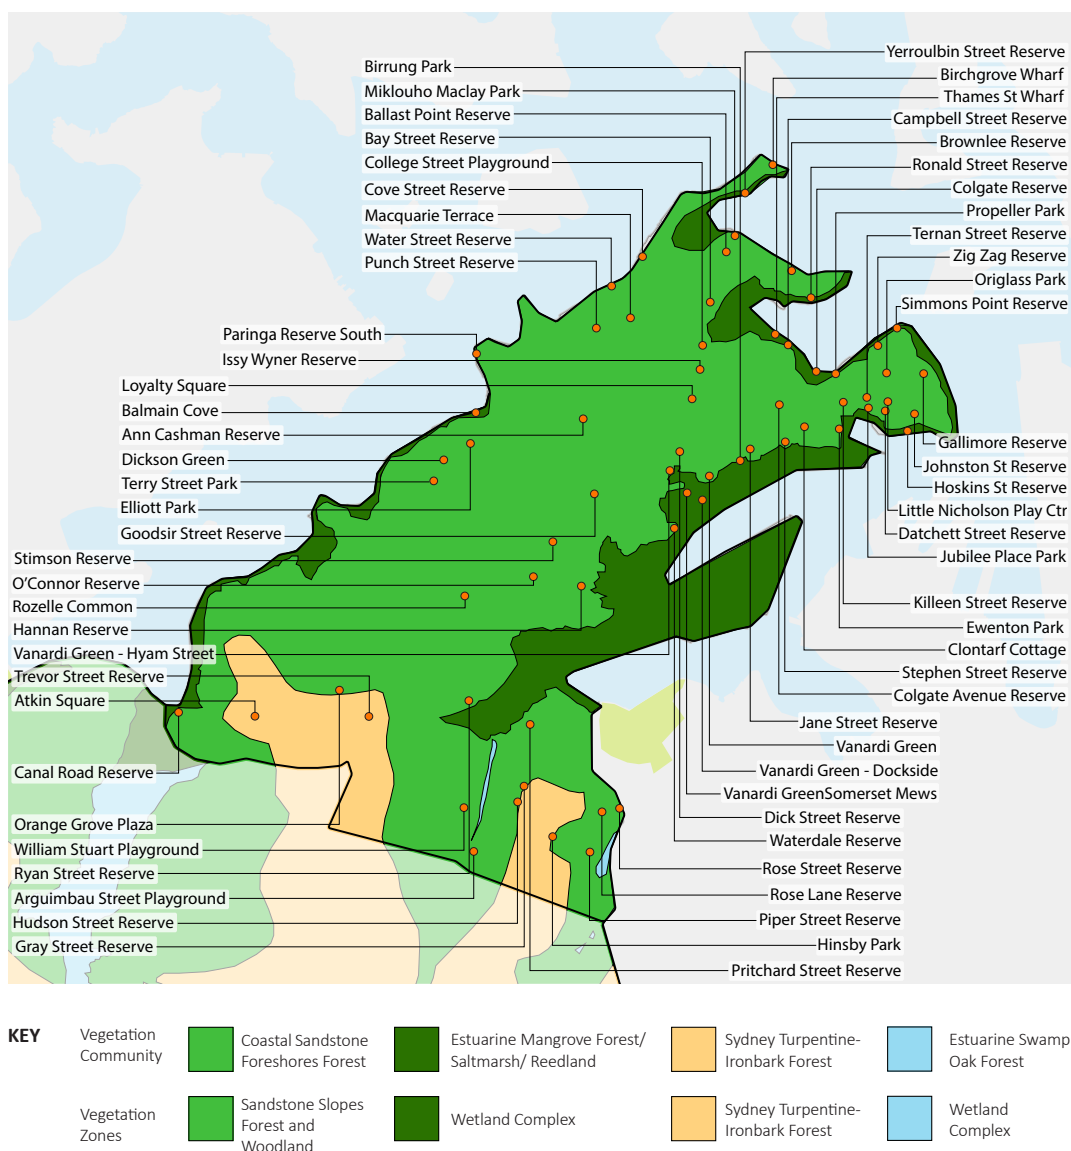 Yerroulbin Street Reserve
Birrung Park
Birchgrove Wharf
Miklouho Maclay Park
Thames St Wharf
Ballast Point Reserve
Campbell Street Reserve
Bay Street Reserve
Brownlee Reserve
College Street Playground
Ronald Street Reserve
Cove Street Reserve
Colgate Reserve
Macquarie Terrace
Propeller Park
Water Street Reserve
Ternan Street Reserve
Punch Street Reserve
Zig Zag Reserve
Origlass Park
Simmons Point Reserve
Paringa Reserve South
Issy Wyner Reserve
Loyalty Square
Balmain Cove
Ann Cashman Reserve
Dickson Green
Terry Street Park
Elliott Park
Goodsir Street Reserve
Stimson Reserve
O'Connor Reserve
Rozelle Common
Hannan Reserve
Vanardi Green - Hyam Street
Trevor Street Reserve
Atkin Square
Canal Road Reserve
Orange Grove Plaza
William Stuart Playground
Ryan Street Reserve
Arguimbau Street Playground
Hudson Street Reserve
Gray Street Reserve
Gallimore Reserve
Johnston St Reserve
Hoskins St Reserve
Little Nicholson Play Ctr
Datchett Street Reserve
Jubilee Place Park
Killeen Street Reserve
Ewenton Park
Clontarf Cottage
Stephen Street Reserve
Colgate Avenue Reserve
Jane Street Reserve
Vanardi Green
Vanardi Green - Dockside
Vanardi GreenSomerset Mews
Dick Street Reserve
Waterdale Reserve
Rose Street Reserve
Rose Lane Reserve
Piper Street Reserve
Hinsby Park
Pritchard Street Reserve
KEY
Vegetation
Community
Coastal Sandstone
Foreshores Forest
Estuarine Mangrove Forest/
Saltmarsh/ Reedland
Sydney Turpentine-
Ironbark Forest
Estuarine Swamp
Oak Forest
Vegetation
Zones
Sandstone Slopes
Forest and
Woodland
Wetland Complex
Sydney Turpentine-
Ironbark Forest
Wetland
Complex